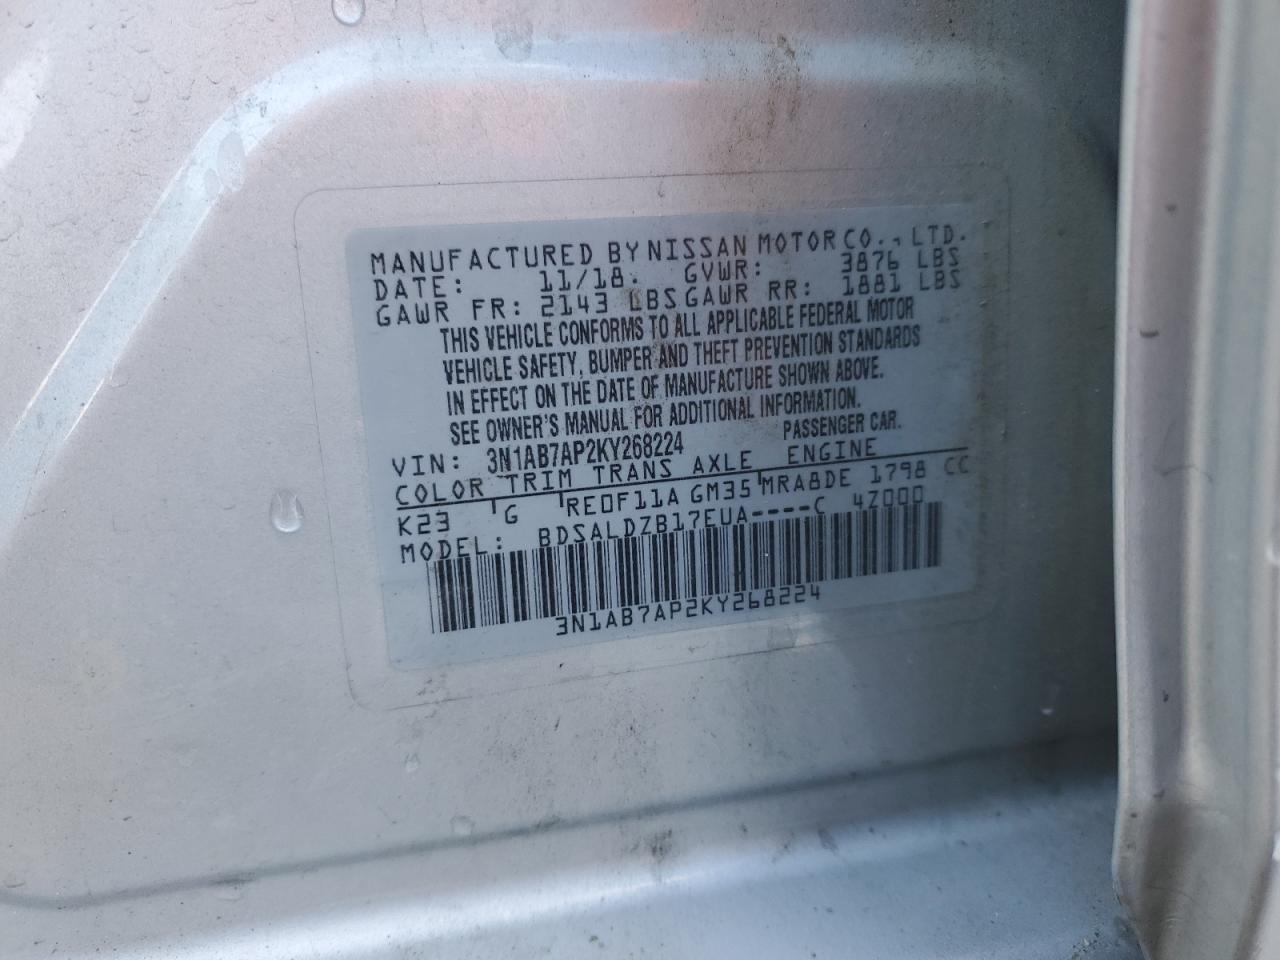 MANUFACTURED BY NISSAN MOTOR CO., LTD.
DATE: 11/18. GVWR: 3876 LBS
GAWR FR: 2143 LBS GAWR RR: 1881 LBS
THIS VEHICLE CONFORMS TO ALL APPLICABLE FEDERAL MOTOR
VEHICLE SAFETY, BUMPER AND THEFT PREVENTION STANDARDS
IN EFFECT ON THE DATE OF MANUFACTURE SHOWN ABOVE.
SEE OWNER'S MANUAL FOR ADDITIONAL INFORMATION.
VIN: 3N1AB7AP2KY268224 PASSENGER CAR.
COLOR TRIM TRANS AXLE ENGINE
K23 G RE0F11A GM35 MRA8DE 1798 CC
MODEL: BDSALDZB17EUA----C 4Z000
3N1AB7AP2KY268224